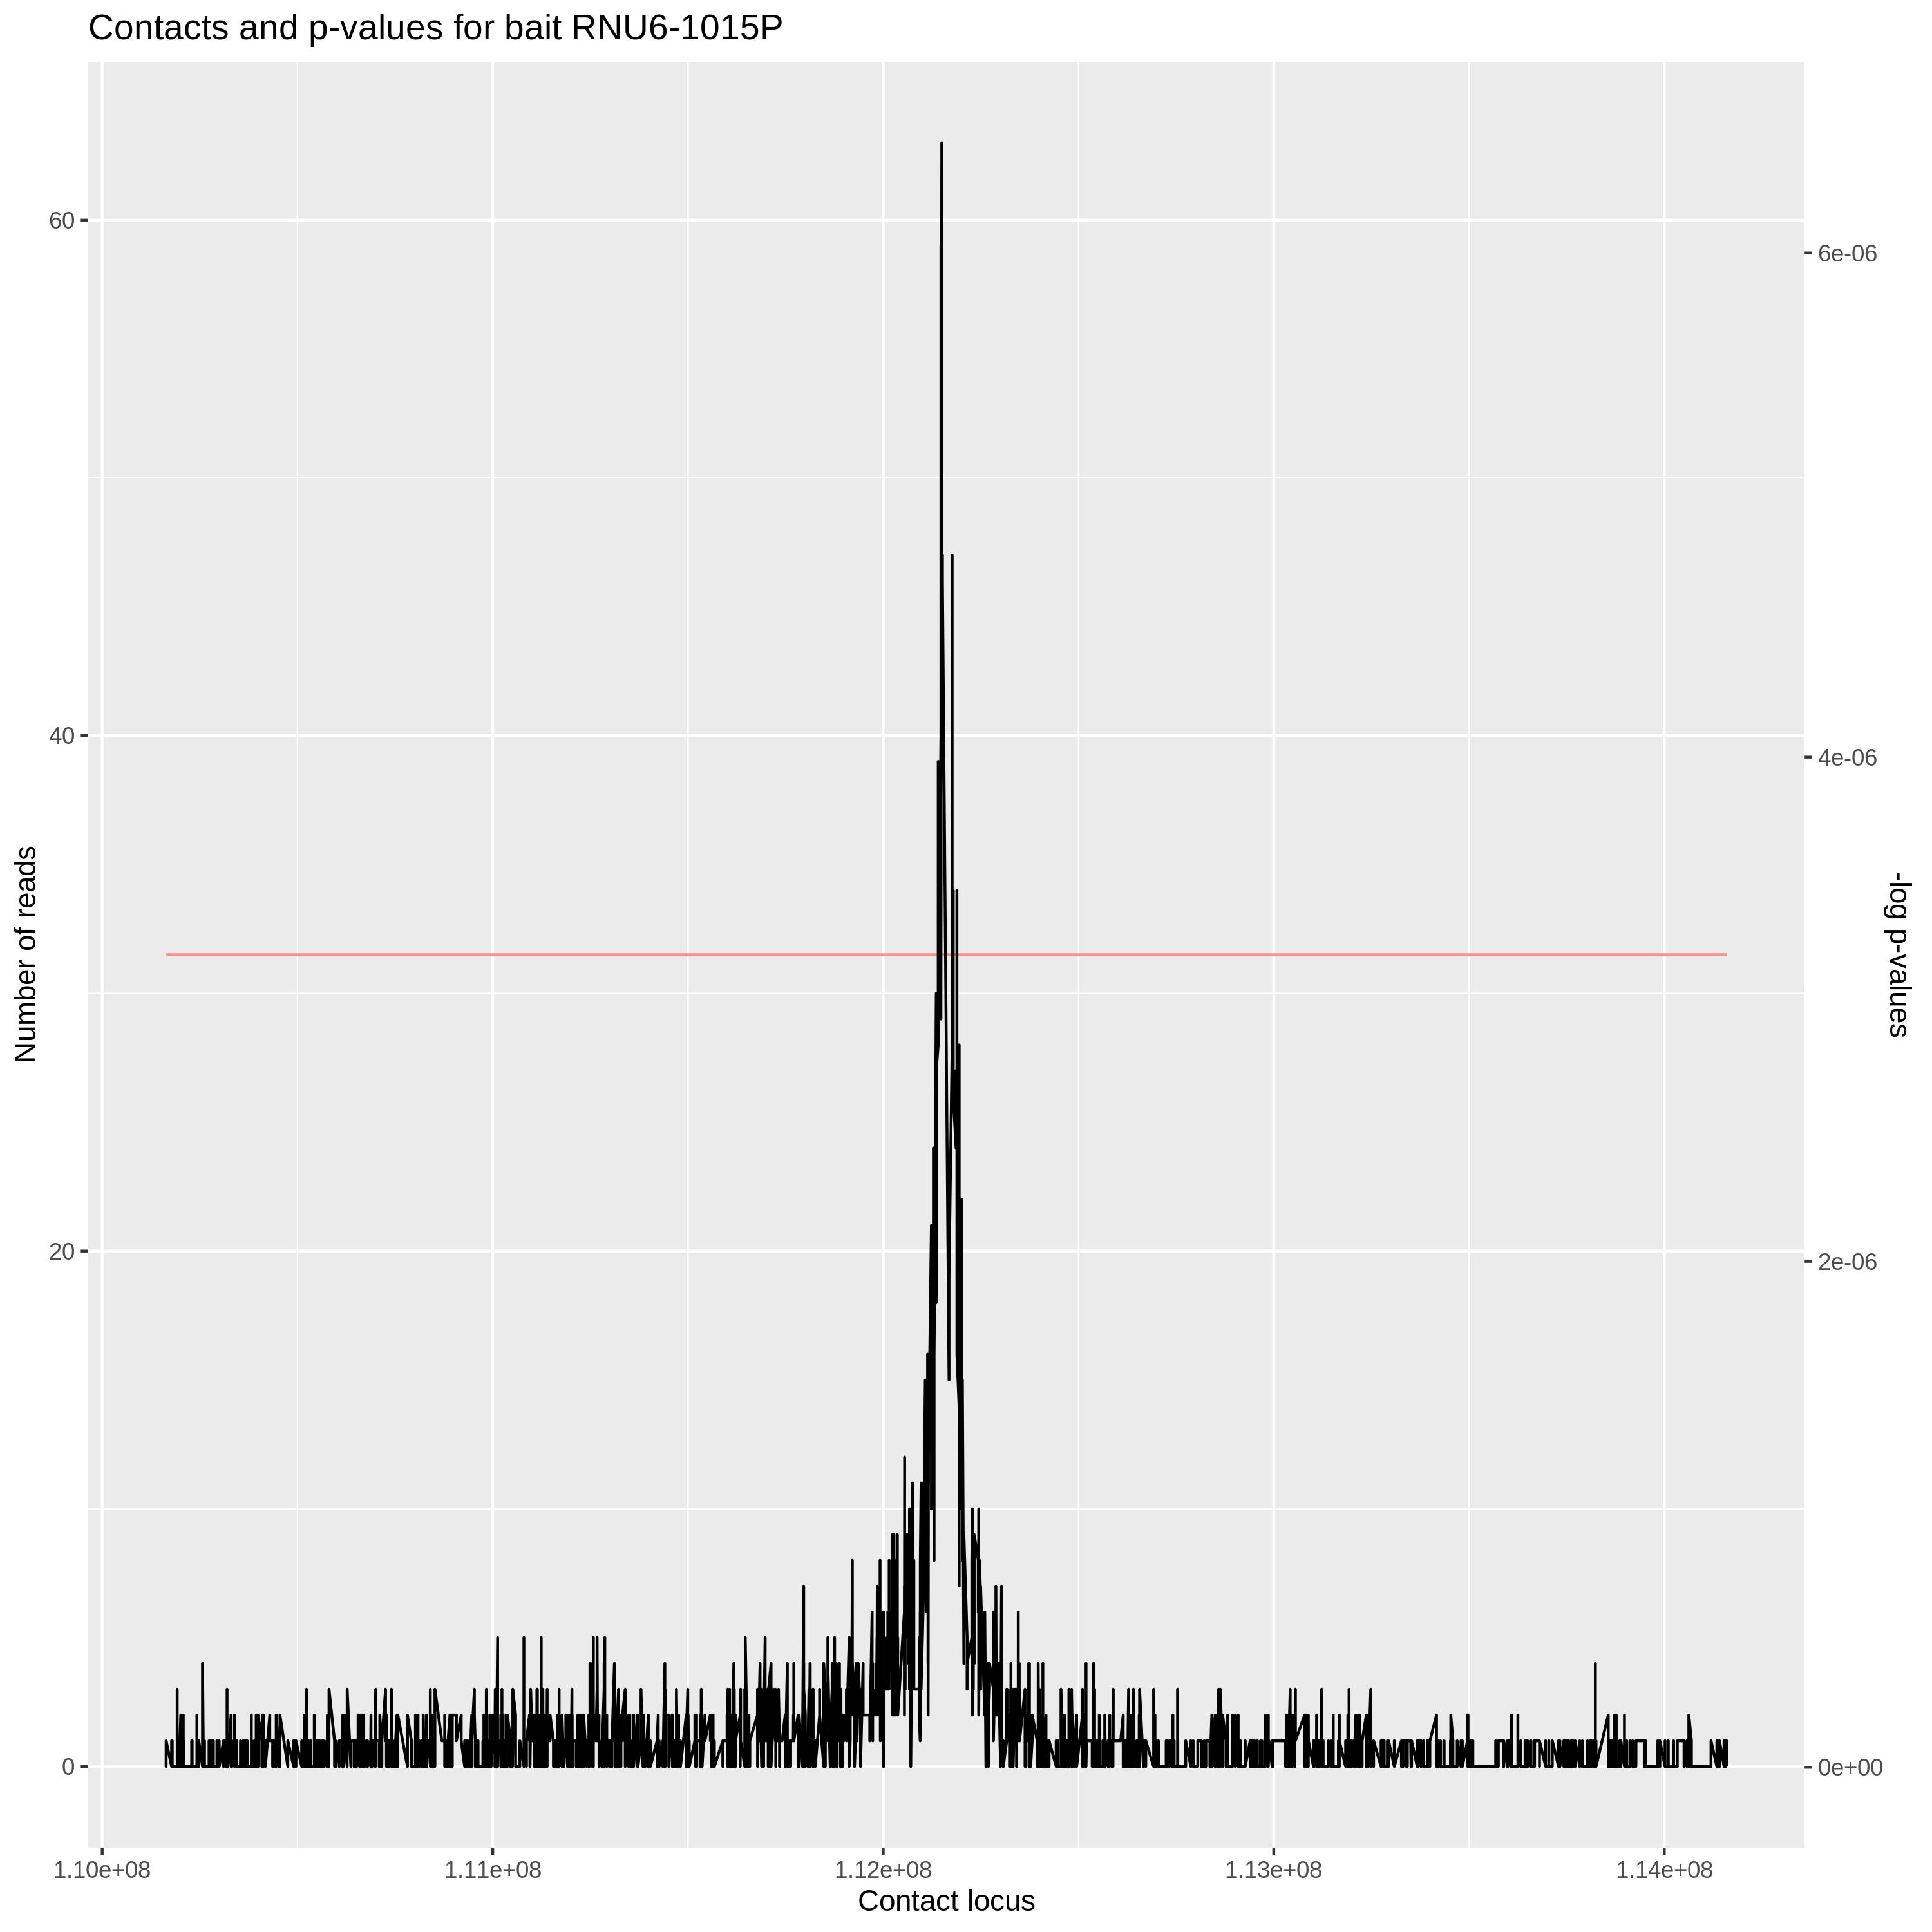 Contacts and p-values for bait RNU6-1015P
60
40
20
0
Number of reads
6e-06
4e-06
2e-06
0e+00
-log p-values
1.10e+08
1.11e+08
1.12e+08
1.13e+08
1.14e+08
Contact locus